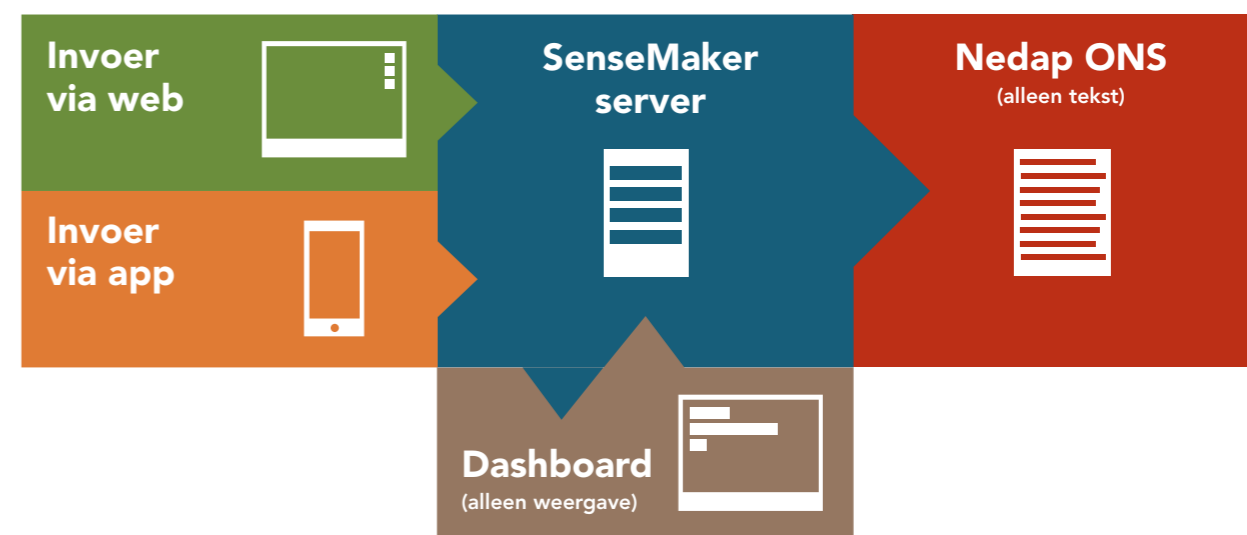 Invoer
via web
SenseMaker
server
Nedap ONS
(alleen tekst)
Invoer
via app
Dashboard
(alleen weergave)